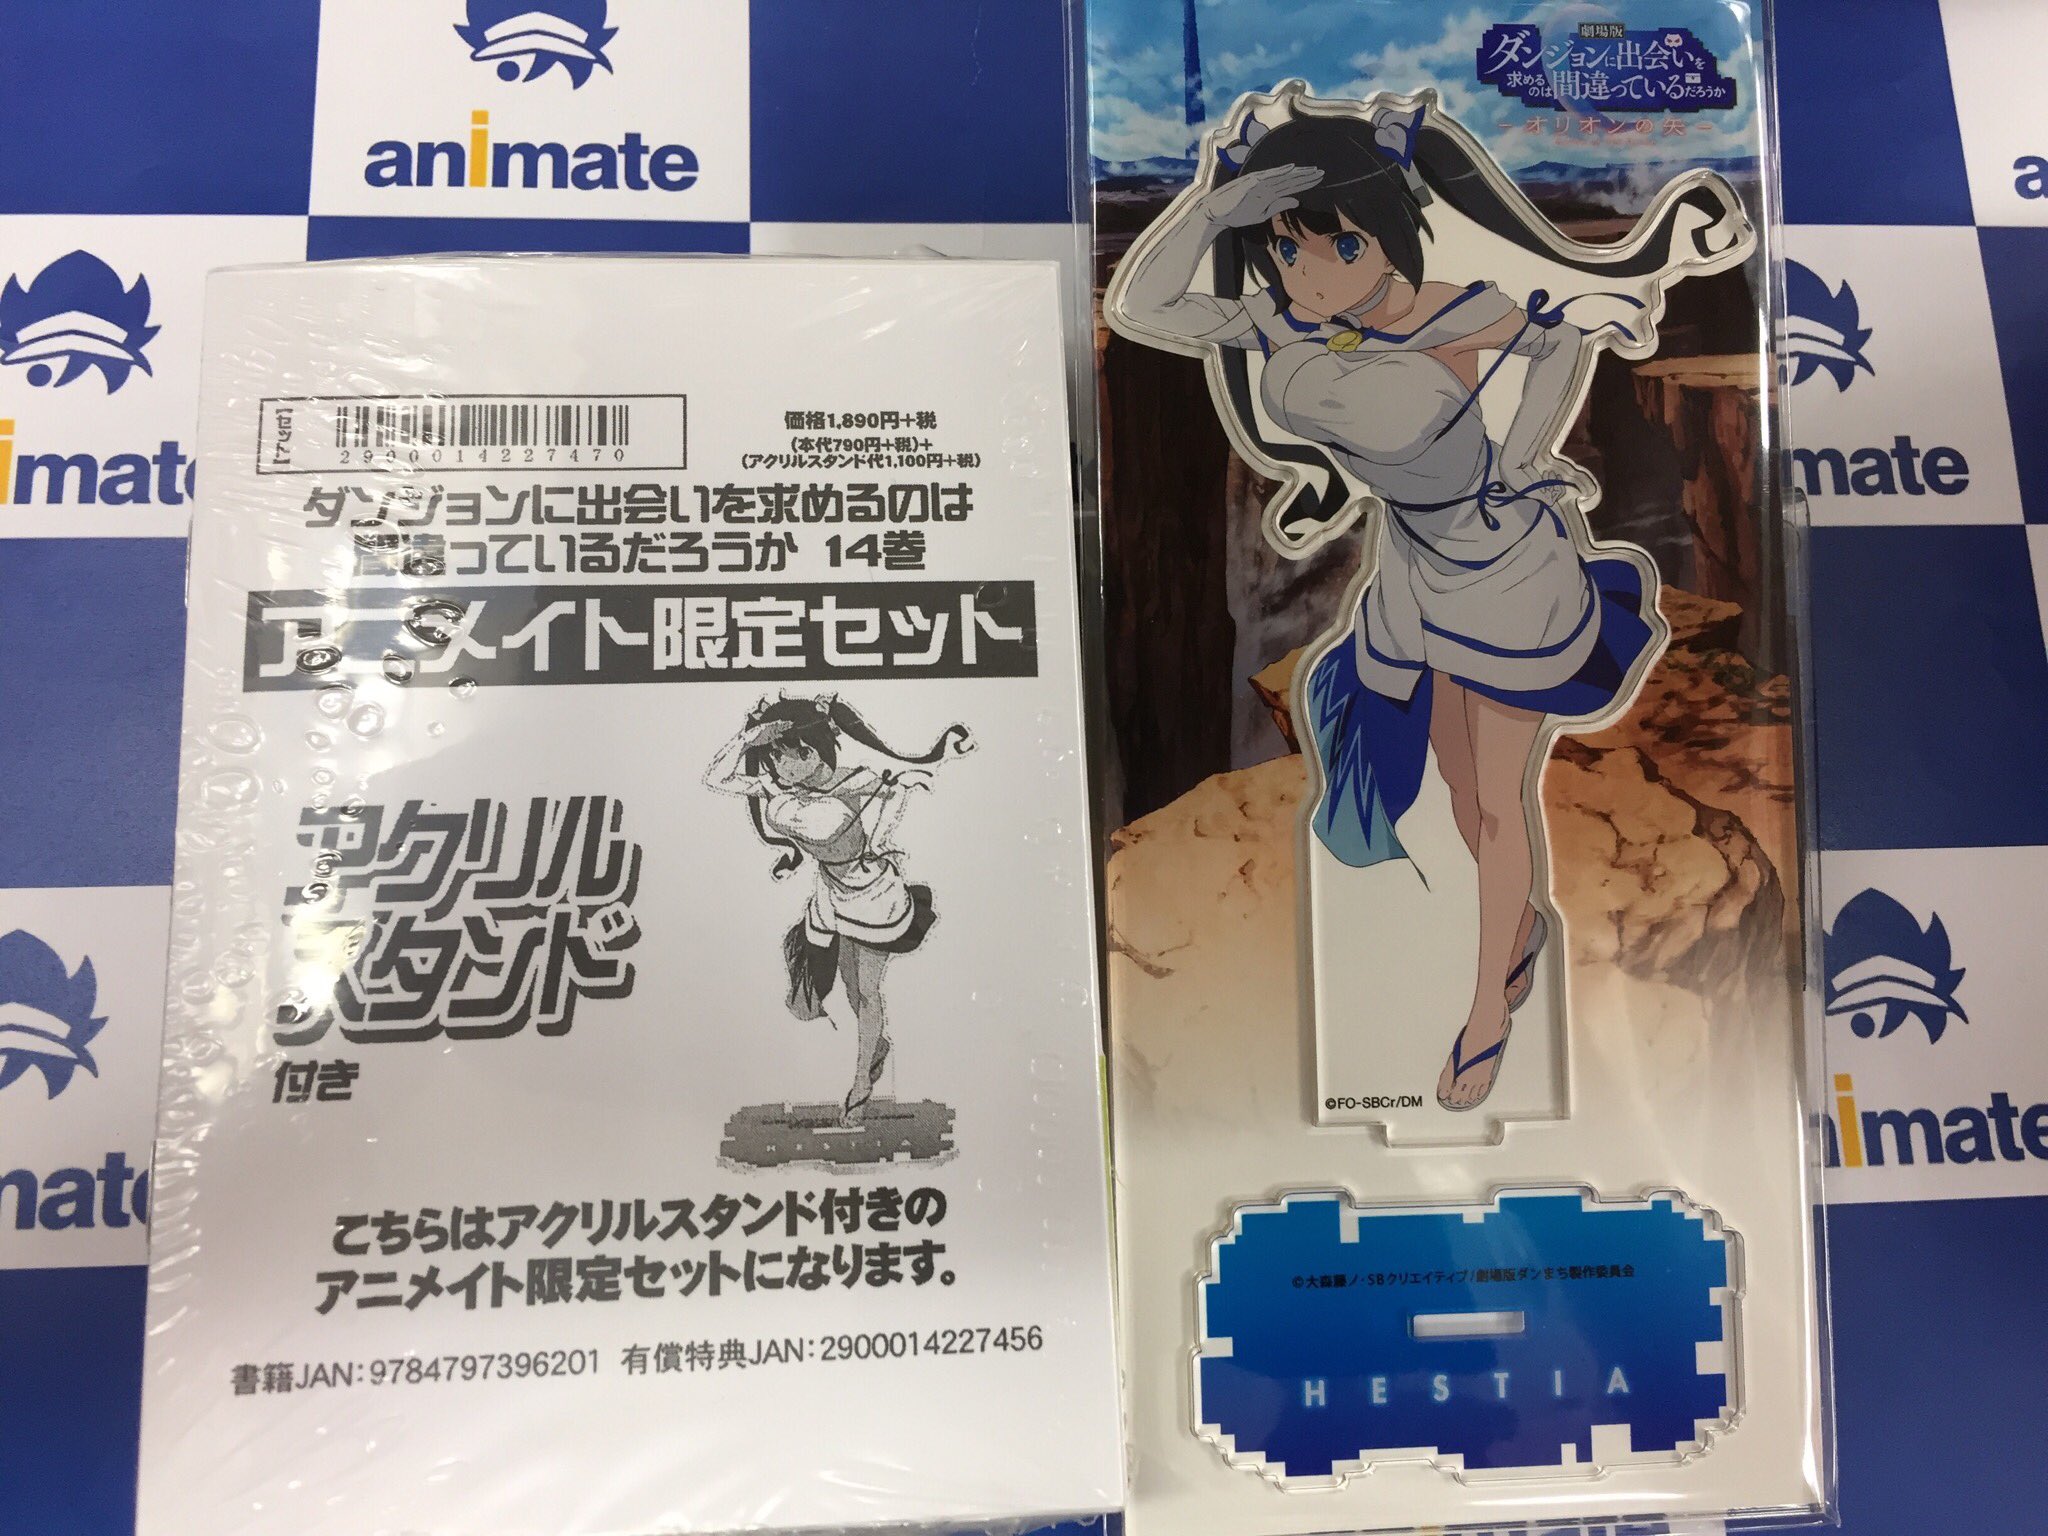 animate
animate
animate
animate
【セット】
2900014227470
価格1,890円+税
(本代790円+税)+
(アクリルスタンド代1,100円+税)
ダンジョンに出会いを求めるのは
間違っているだろうか 14巻
アニメイト限定セット
アクリル
スタンド
付き
HESTIA
こちらはアクリルスタンド付きの
アニメイト限定セットになります。
書籍JAN:9784797396201 有償特典JAN:2900014227456
劇場版
ダンジョンに出会いを
求めるのは間違っているだろうか
－オリオンの矢－
©FO-SBCr/DM
©大森藤ノ・SBクリエイティブ/劇場版ダンまち製作委員会
HESTIA